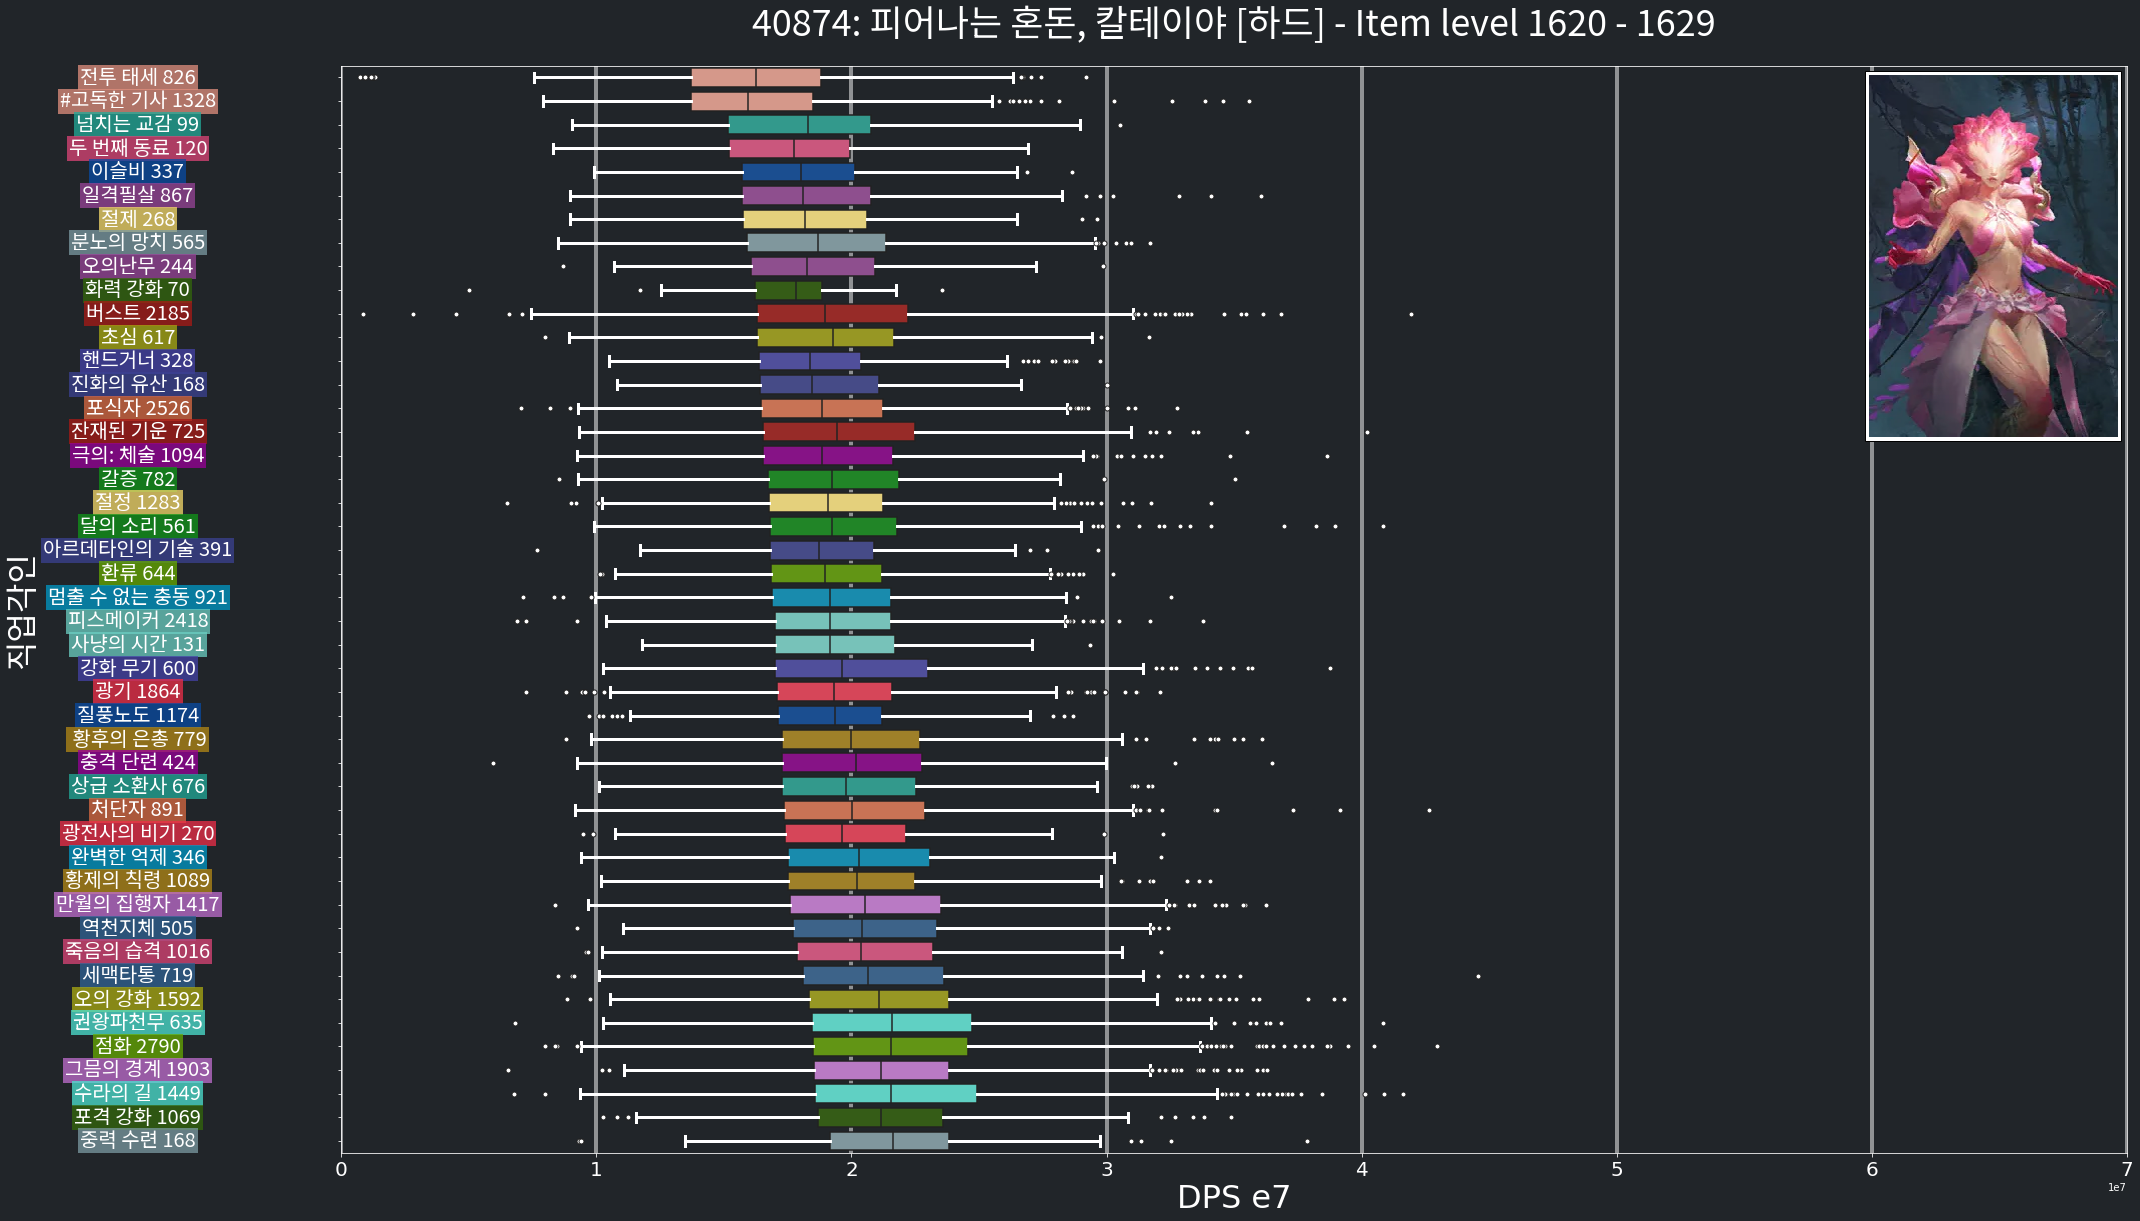 40874: 피어나는 혼돈, 칼테이야 [하드] - Item level 1620 - 1629
전투 태세 826
#고독한 기사 1328
넘치는 교감 99
두 번째 동료 120
이슬비 337
일격필살 867
절제 268
분노의 망치 565
오의난무 244
화력 강화 70
버스트 2185
초심 617
핸드거너 328
진화의 유산 168
포식자 2526
잔재된 기운 725
극의: 체술 1094
갈증 782
절정 1283
달의 소리 561
아르데타인의 기술 391
환류 644
멈출 수 없는 충동 921
피스메이커 2418
사냥의 시간 131
강화 무기 600
광기 1864
질풍노도 1174
황후의 은총 779
충격 단련 424
상급 소환사 676
처단자 891
광전사의 비기 270
완벽한 억제 346
황제의 칙령 1089
만월의 집행자 1417
역천지체 505
죽음의 습격 1016
세맥타통 719
오의 강화 1592
권왕파천무 635
점화 2790
그믐의 경계 1903
수라의 길 1449
포격 강화 1069
중력 수련 168
직업각인
0 1 2 3 4 5 6 7
1e7
DPS e7